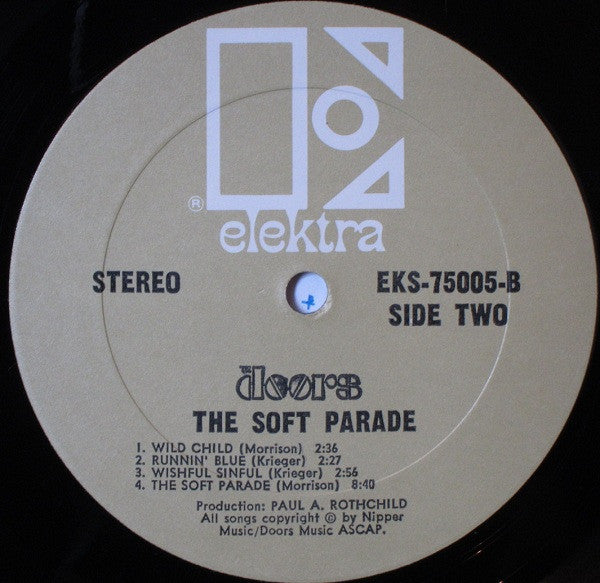 ®
elektra
STEREO
EKS-75005-B
SIDE TWO
THE doors
THE SOFT PARADE
1. WILD CHILD (Morrison) 2:36
2. RUNNIN' BLUE (Krieger) 2:27
3. WISHFUL SINFUL (Krieger) 2:56
4. THE SOFT PARADE (Morrison) 8:40
Production: PAUL A. ROTHCHILD
All songs copyright ℗ by Nipper
Music/Doors Music ASCAP.